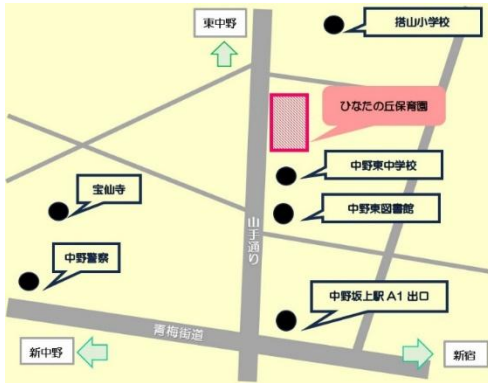 東中野
搭山小学校
ひなたの丘保育園
中野東中学校
宝仙寺
中野東図書館
山手通り
中野警察
中野坂上駅 A1 出口
青梅街道
新中野
新宿